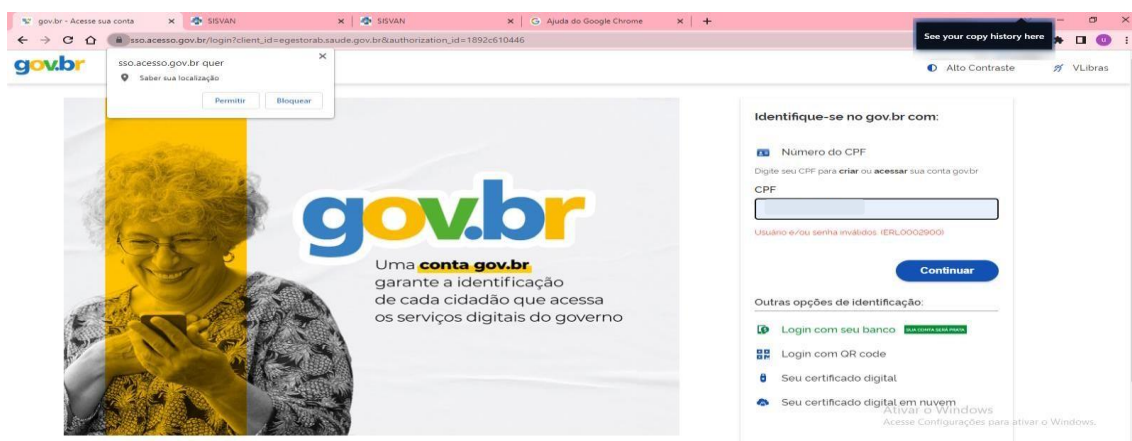 gov.br - Acesse sua conta
SISVAN
SISVAN
Ajuda do Google Chrome
sso.acesso.gov.br/login?client_id=egestorab.saude.gov.br&authorization_id=1892c610446
See your copy history here
gov.br
sso.acesso.gov.br quer
Saber sua localização
Permitir Bloquear
Alto Contraste
VLibras
gov.br
Uma conta gov.br
garante a identificação
de cada cidadão que acessa
os serviços digitais do governo
Identifique-se no gov.br com:
Número do CPF
Digite seu CPF para criar ou acessar sua conta gov.br
CPF
Usuário e/ou senha inválidos. (ERL0002900)
Continuar
Outras opções de identificação:
Login com seu banco SUA CONTA SERÁ PRATA
Login com QR code
Seu certificado digital
Seu certificado digital em nuvem
Ativar o Windows
Acesse Configurações para ativar o Windows.